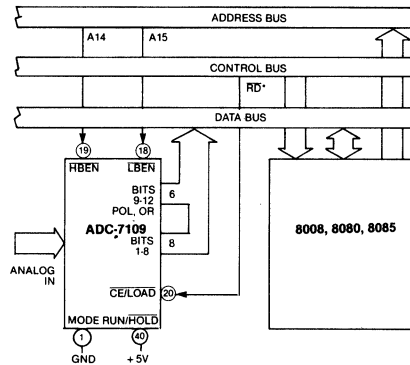 ADDRESS BUS
A14 A15
CONTROL BUS
RD*
DATA BUS
19 18
HBEN LBEN
BITS
9-12 6
POL, OR
ADC-7109
BITS 8
1-8
8008, 8080, 8085
ANALOG
IN
CE/LOAD 20
MODE RUN/HOLD
1 40
GND +5V